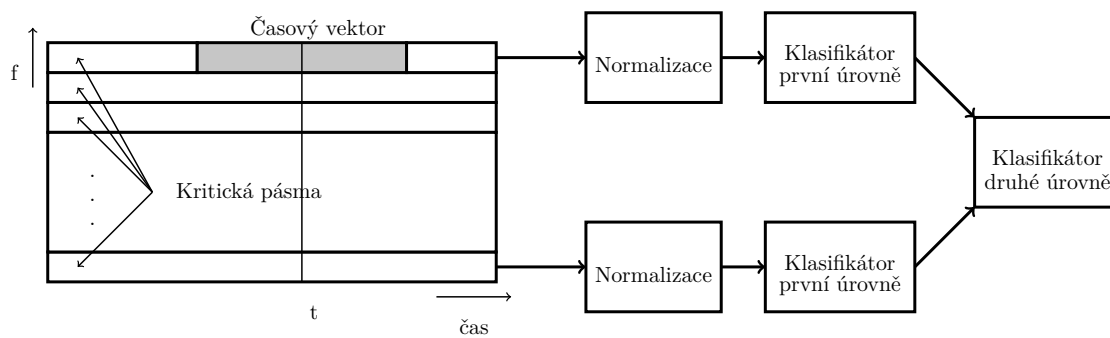 Časový vektor
f
Normalizace
Klasifikátor
první úrovně
Klasifikátor
druhé úrovně
.
.
.
Kritická pásma
Normalizace
Klasifikátor
první úrovně
t
čas